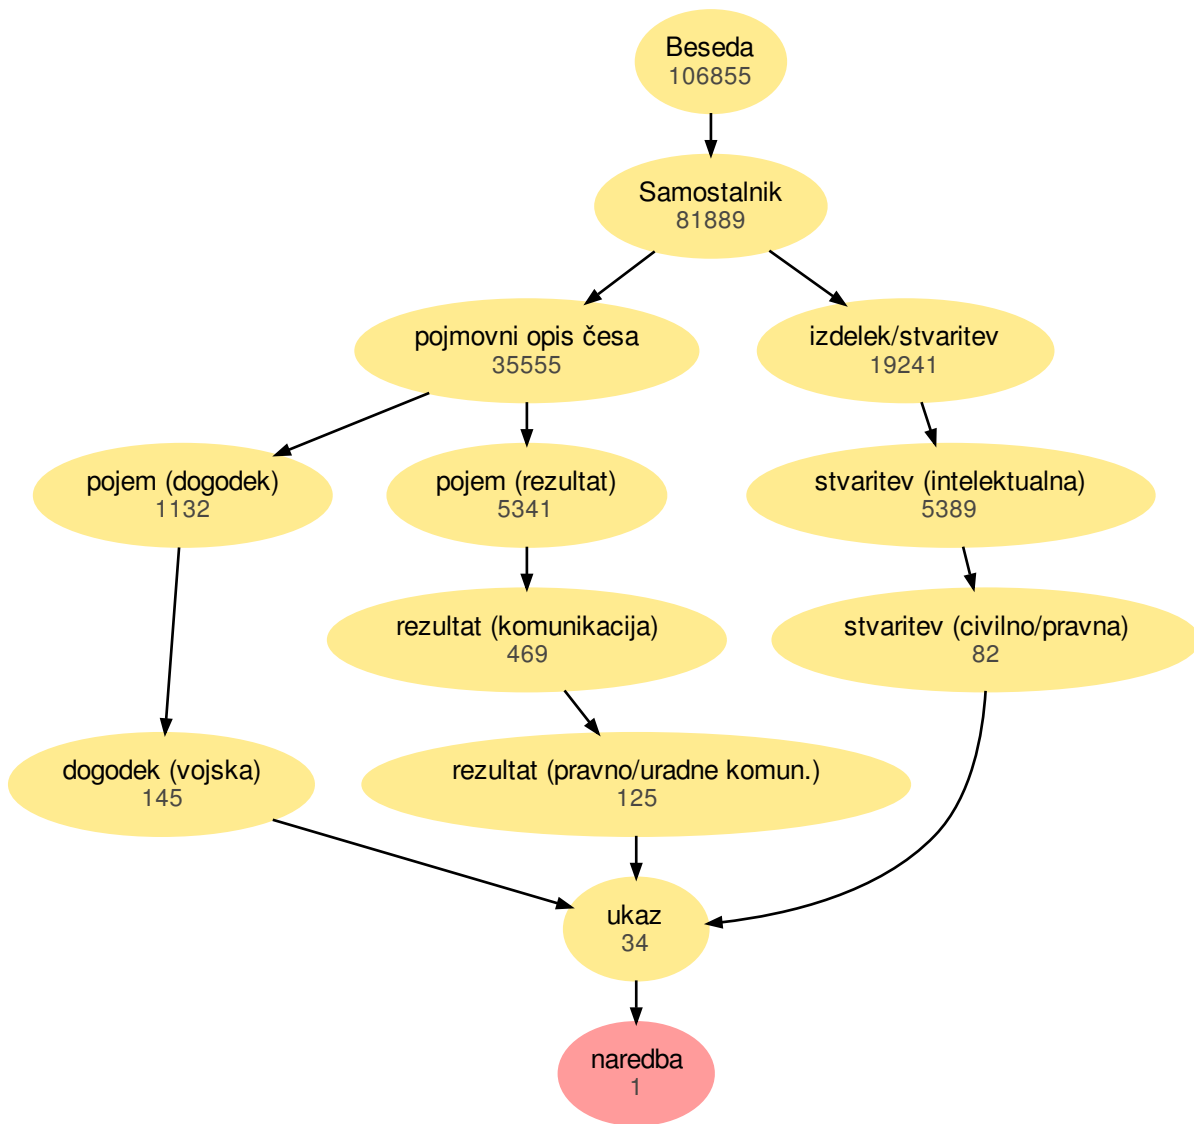 Beseda
106855
Samostalnik
81889
pojmovni opis česa
35555
izdelek/stvaritev
19241
pojem (dogodek)
1132
pojem (rezultat)
5341
stvaritev (intelektualna)
5389
rezultat (komunikacija)
469
stvaritev (civilno/pravna)
82
dogodek (vojska)
145
rezultat (pravno/uradne komun.)
125
ukaz
34
naredba
1